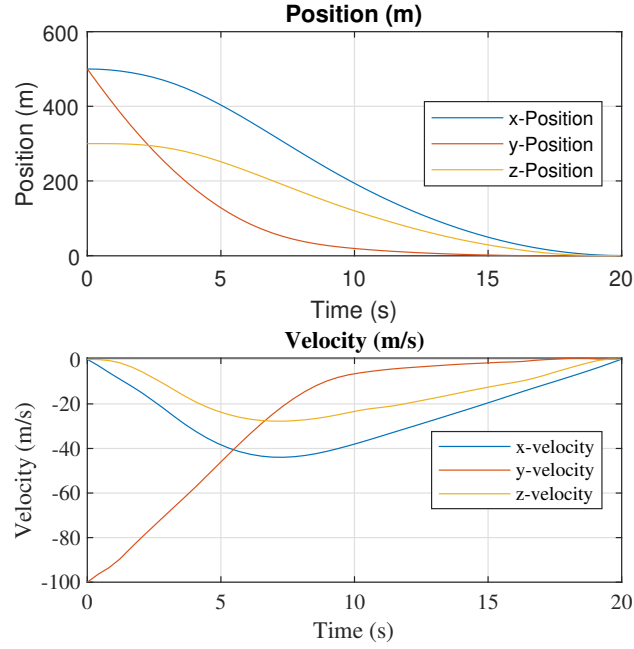 Position (m)
600
400
200
0
Position (m)
x-Position
y-Position
z-Position
0 5 10 15 20
Time (s)
Velocity (m/s)
0
-20
-40
-60
-80
-100
Velocity (m/s)
x-velocity
y-velocity
z-velocity
0 5 10 15 20
Time (s)